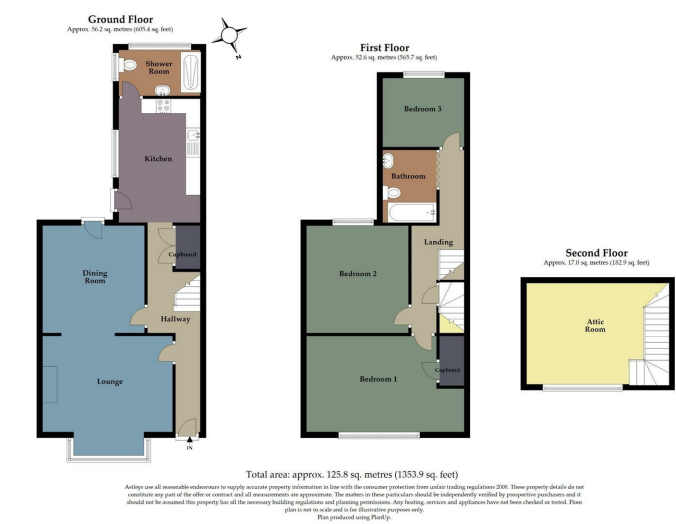 Ground Floor
Approx. 56.2 sq. metres (605.4 sq. feet)
N
Shower
Room
Kitchen
Cupboard
Dining
Room
Hallway
Lounge
IN
First Floor
Approx. 52.6 sq. metres (565.7 sq. feet)
Bedroom 3
Bathroom
Landing
Bedroom 2
Bedroom 1
Cupboard
Second Floor
Approx. 17.0 sq. metres (182.9 sq. feet)
Attic
Room
Total area: approx. 125.8 sq. metres (1353.9 sq. feet)
Astleys use all reasonable endeavours to supply accurate property information in line with the consumer protection from unfair trading regulations 2008. These property details do not
constitute any part of the offer or contract and all measurements are approximate. The matters in these particulars should be independently verified by prospective purchasers and it
should not be assumed this property has all the necessary building regulations and planning permissions. Any heating, services and appliances have not been checked or tested. Floor
plan is not to scale and is for illustrative purposes only.
Plan produced using PlanUp.